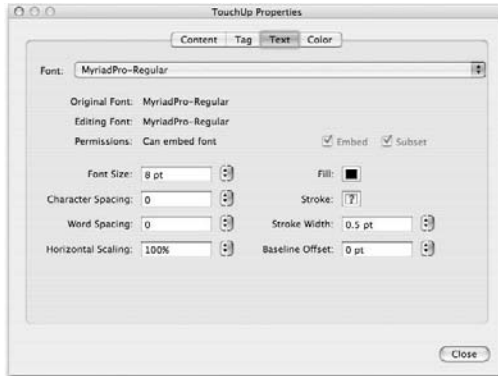 TouchUp Properties
Content Tag Text Color
Font: MyriadPro-Regular
Original Font: MyriadPro-Regular
Editing Font: MyriadPro-Regular
Permissions: Can embed font Embed Subset
Font Size: 8 pt Fill:
Character Spacing: 0 Stroke: ?
Word Spacing: 0 Stroke Width: 0.5 pt
Horizontal Scaling: 100% Baseline Offset: 0 pt
Close